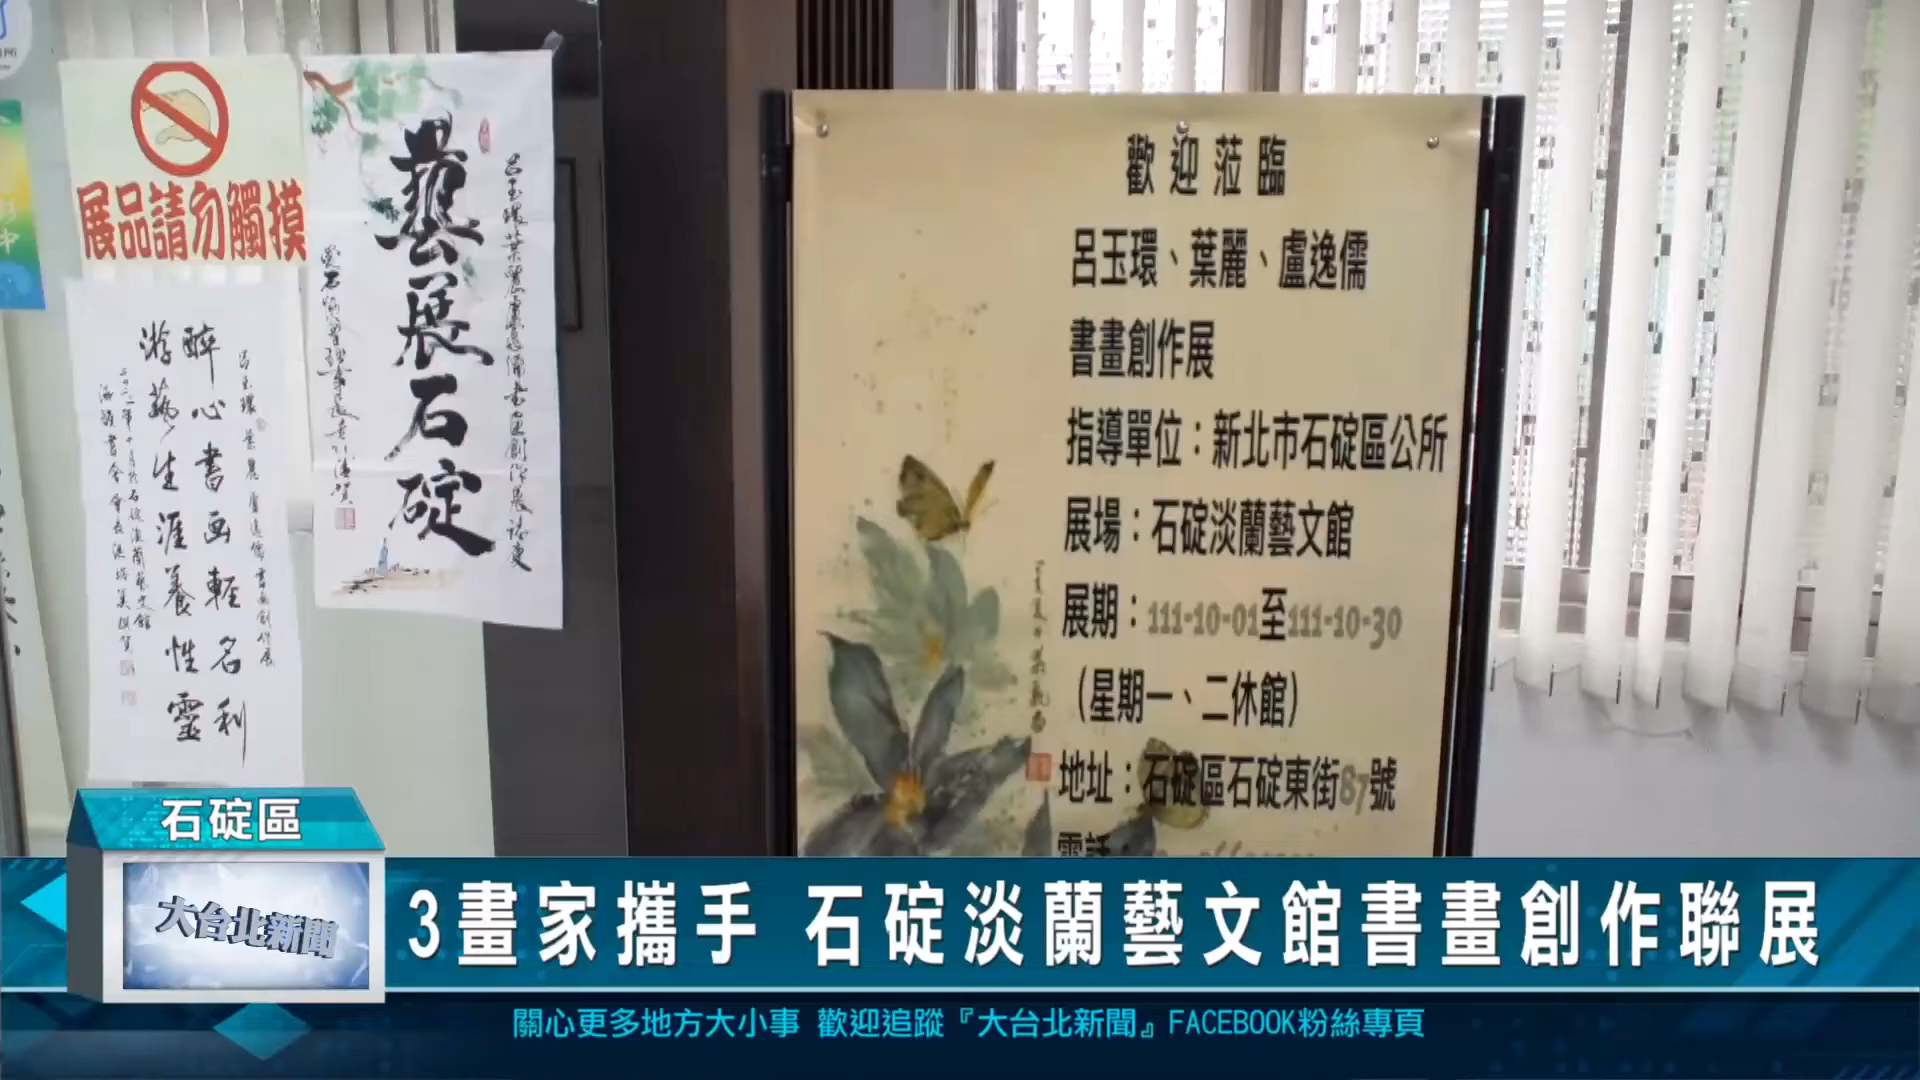 展品請勿觸摸
藝展石碇
醉心書画輕名利
游藝生涯養性靈
歡迎蒞臨
呂玉環、葉麗、盧逸儒
書畫創作展
指導單位：新北市石碇區公所
展場：石碇淡蘭藝文館
展期：111-10-01至111-10-30
（星期一、二休館）
地址：石碇區石碇東街87號
石碇區
大台北新聞
3畫家攜手 石碇淡蘭藝文館書畫創作聯展
關心更多地方大小事 歡迎追蹤『大台北新聞』FACEBOOK粉絲專頁